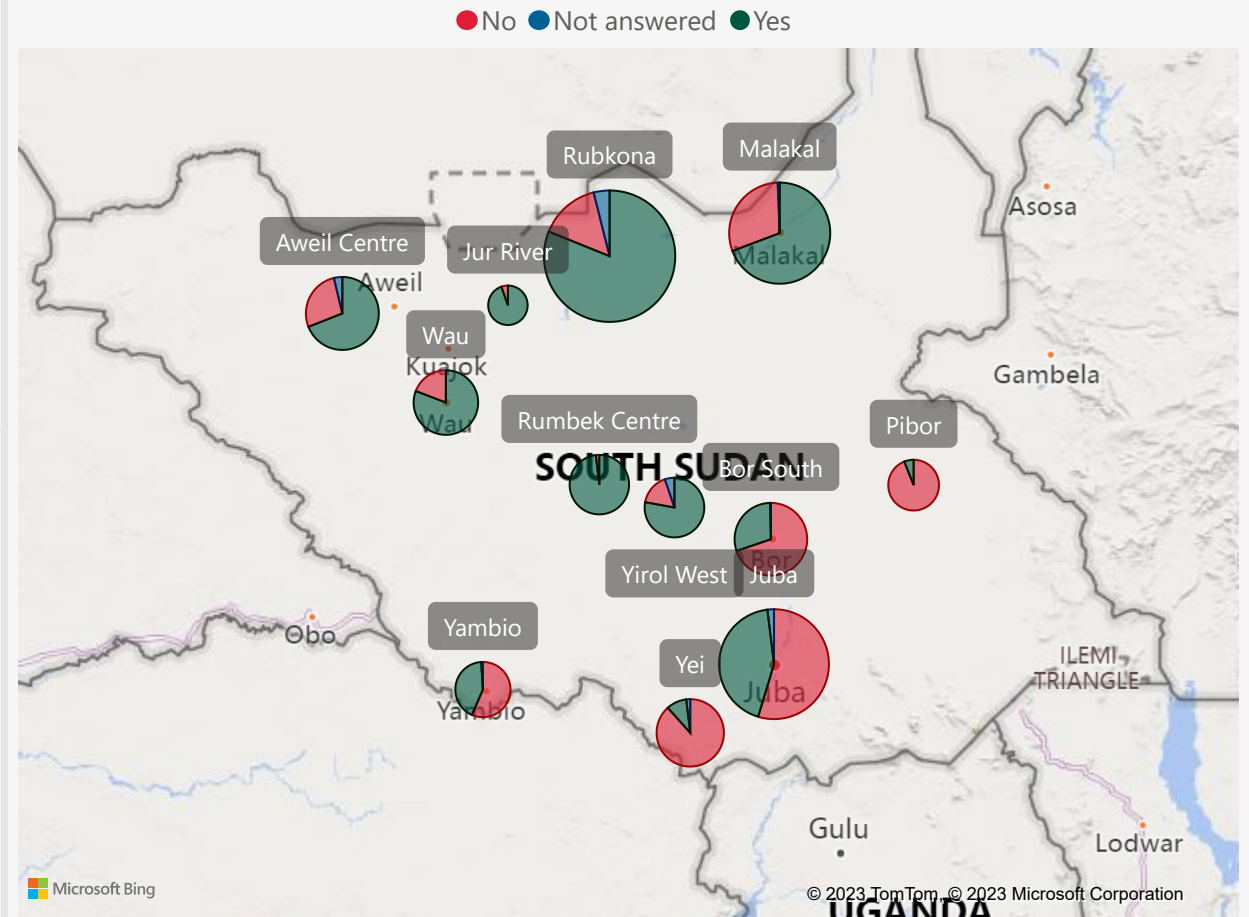 No Not answered Yes
Rubkona
Malakal
Asosa
Aweil Centre
Jur River
Malakal
Aweil
Wau
Kuajok
Gambela
Wau
Rumbek Centre
Pibor
SOUTH SUDAN
Bor South
Bor
Yirol West
Juba
Obo
Yambio
Yei
ILEMI
TRIANGLE
Juba
Yambio
Gulu
Lodwar
Microsoft Bing
© 2023 TomTom, © 2023 Microsoft Corporation
UGANDA